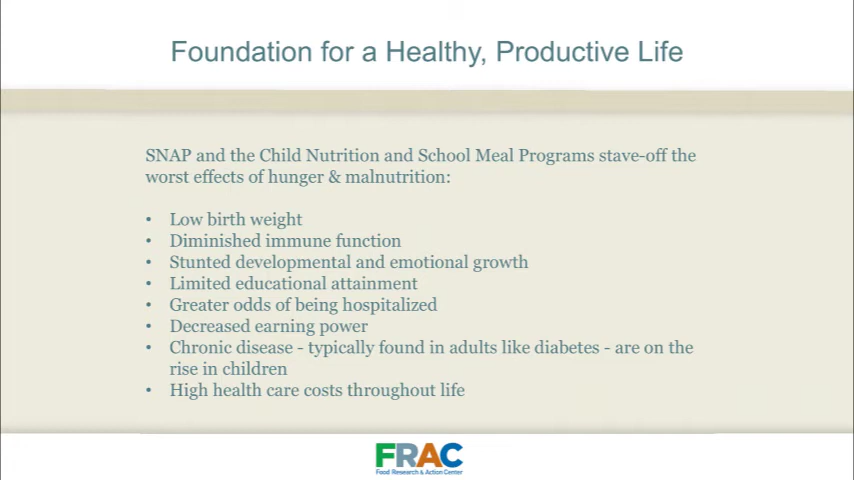 Foundation for a Healthy, Productive Life
SNAP and the Child Nutrition and School Meal Programs stave-off the
worst effects of hunger & malnutrition:
• Low birth weight
• Diminished immune function
• Stunted developmental and emotional growth
• Limited educational attainment
• Greater odds of being hospitalized
• Decreased earning power
• Chronic disease - typically found in adults like diabetes - are on the
rise in children
• High health care costs throughout life
FRAC
Food Research & Action Center